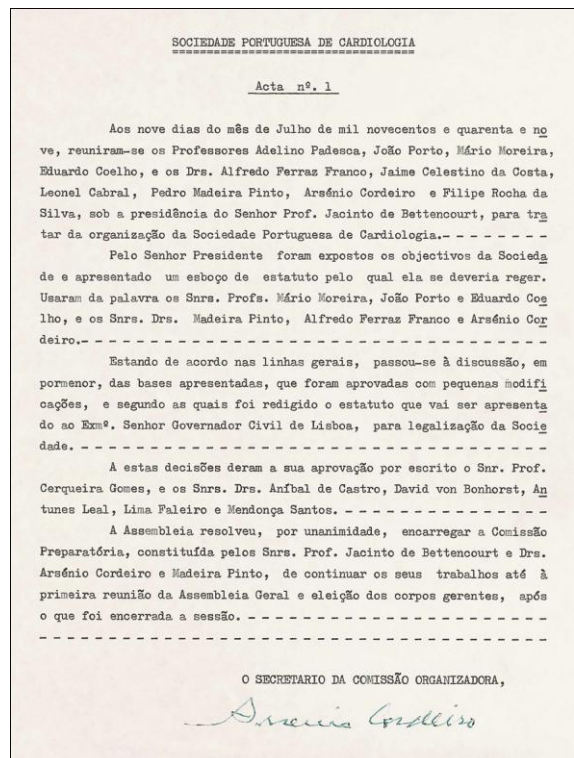 SOCIEDADE PORTUGUESA DE CARDIOLOGIA
Acta nº. 1
Aos nove dias do mês de Julho de mil novecentos e quarenta e no
ve, reuniram-se os Professores Adelino Padesca, João Porto, Mário Moreira,
Eduardo Coelho, e os Drs. Alfredo Ferraz Franco, Jaime Celestino da Costa,
Leonel Cabral, Pedro Madeira Pinto, Arsénio Cordeiro e Filipe Rocha da
Silva, sob a presidência do Senhor Prof. Jacinto de Bettencourt, para tra
tar da organização da Sociedade Portuguesa de Cardiologia.- - - - - - - -
Pelo Senhor Presidente foram expostos os objectivos da Socieda
de e apresentado um esboço de estatuto pelo qual ela se deveria reger.
Usaram da palavra os Snrs. Profs. Mário Moreira, João Porto e Eduardo Coe
lho, e os Snrs. Drs. Madeira Pinto, Alfredo Ferraz Franco e Arsénio Cor
deiro.- - - - - - - - - - - - - - - - - - - - - - - - - - - - - - - - -
Estando de acordo nas linhas gerais, passou-se à discussão, em
pormenor, das bases apresentadas, que foram aprovadas com pequenas modifi
cações, e segundo as quais foi redigido o estatuto que vai ser apresenta
do ao Exmº. Senhor Governador Civil de Lisboa, para legalização da Socie
dade. - - - - - - - - - - - - - - - - - - - - - - - - - - - - - - - - -
A estas decisões deram a sua aprovação por escrito o Snr. Prof.
Cerqueira Gomes, e os Snrs. Drs. Aníbal de Castro, David von Bonhorst, An
tunes Leal, Lima Faleiro e Mendonça Santos. - - - - - - - - - - - - - -
A Assembleia resolveu, por unanimidade, encarregar a Comissão
Preparatória, constituída pelos Snrs. Prof. Jacinto de Bettencourt e Drs.
Arsénio Cordeiro e Madeira Pinto, de continuar os seus trabalhos até à
primeira reunião da Assembleia Geral e eleição dos corpos gerentes, após
o que foi encerrada a sessão. - - - - - - - - - - - - - - - - - - - - -
- - - - - - - - - - - - - - - - - - - - - - - - - - - - - - - - - - - -
O SECRETARIO DA COMISSÃO ORGANIZADORA,
Arsenio Cordeiro